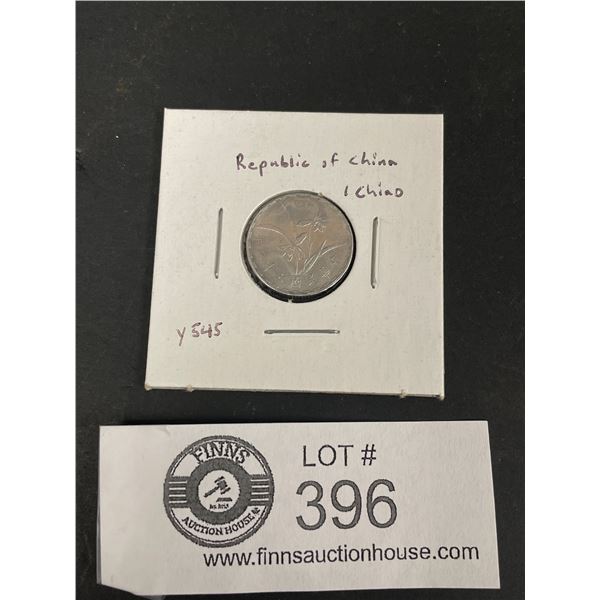 Republic of China
1 Chiao
Y545
FINNS
AUCTION HOUSE
LOT #
396
www.finnsauctionhouse.com